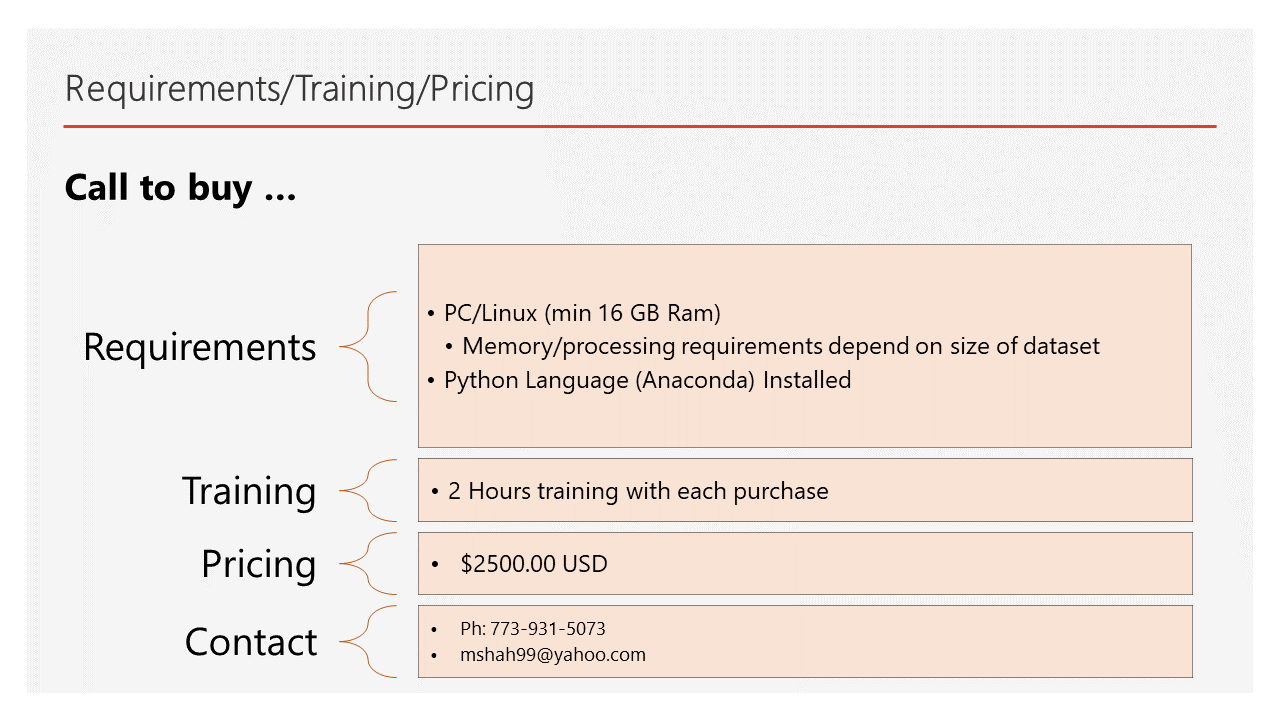 Requirements/Training/Pricing
Call to buy ...
Requirements
• PC/Linux (min 16 GB Ram)
• Memory/processing requirements depend on size of dataset
• Python Language (Anaconda) Installed
Training
• 2 Hours training with each purchase
Pricing
• $2500.00 USD
Contact
• Ph: 773-931-5073
• mshah99@yahoo.com